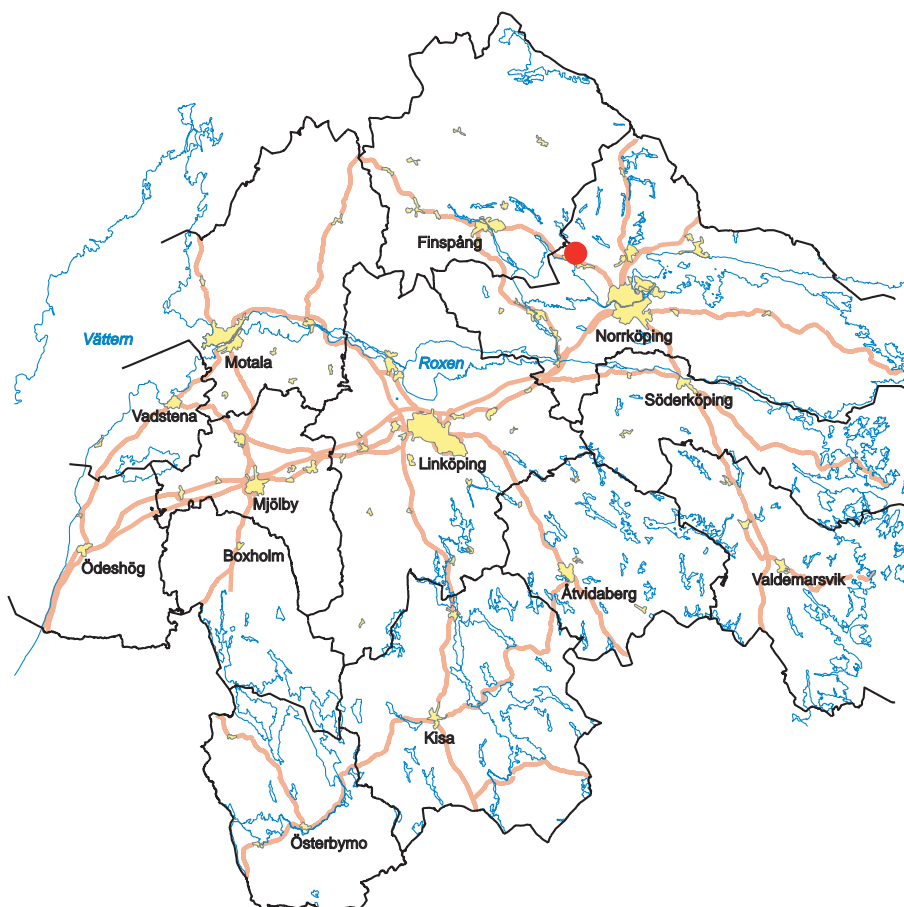 Finspång
Vättern
Norrköping
Motala
Roxen
Söderköping
Vadstena
Linköping
Mjölby
Boxholm
Ödeshög
Valdemarsvik
Åtvidaberg
Kisa
Österbymo